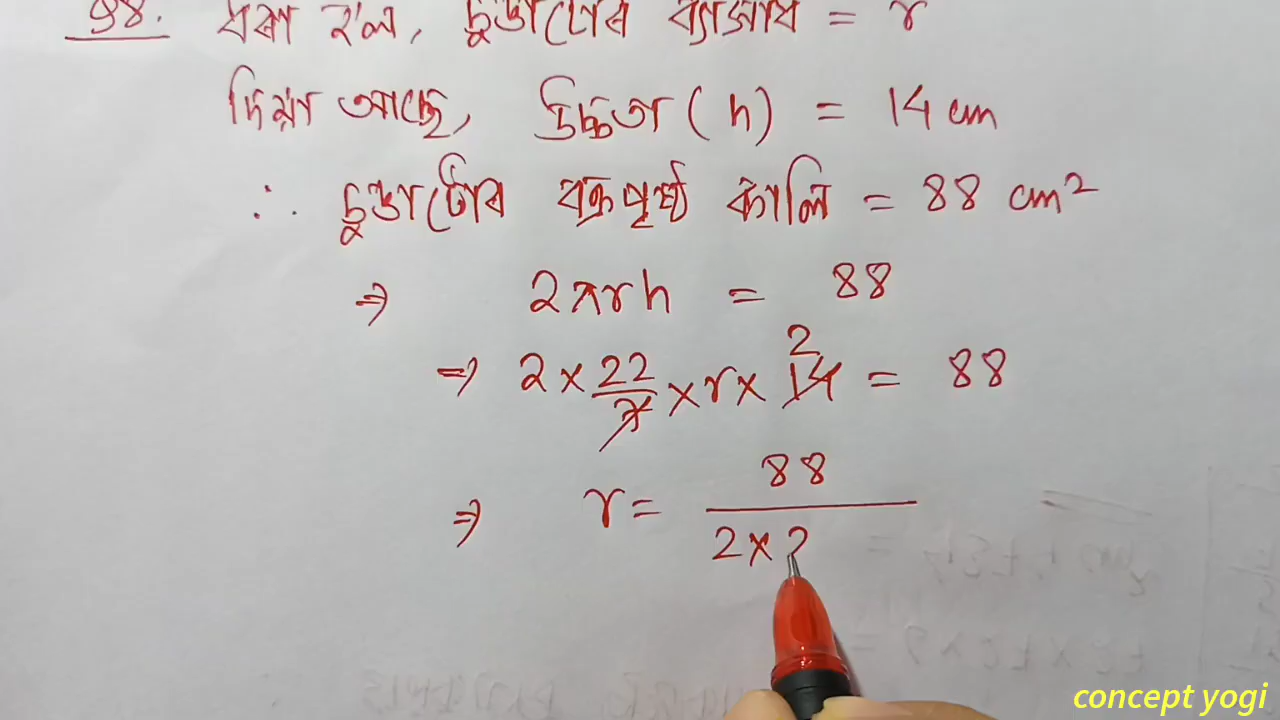 ধৰা হ'ল, চুঙাটোৰ ব্যাসাৰ্ধ = r
দিয়া আছে, উচ্চতা (h) = 14 cm
∴ চুঙাটোৰ বক্ৰপৃষ্ঠ কালি = 88 cm²
⇒ 2πrh = 88
2
⇒ 2 × 22/7 × r × 14 = 88
⇒ r = 88/2×2
concept yogi